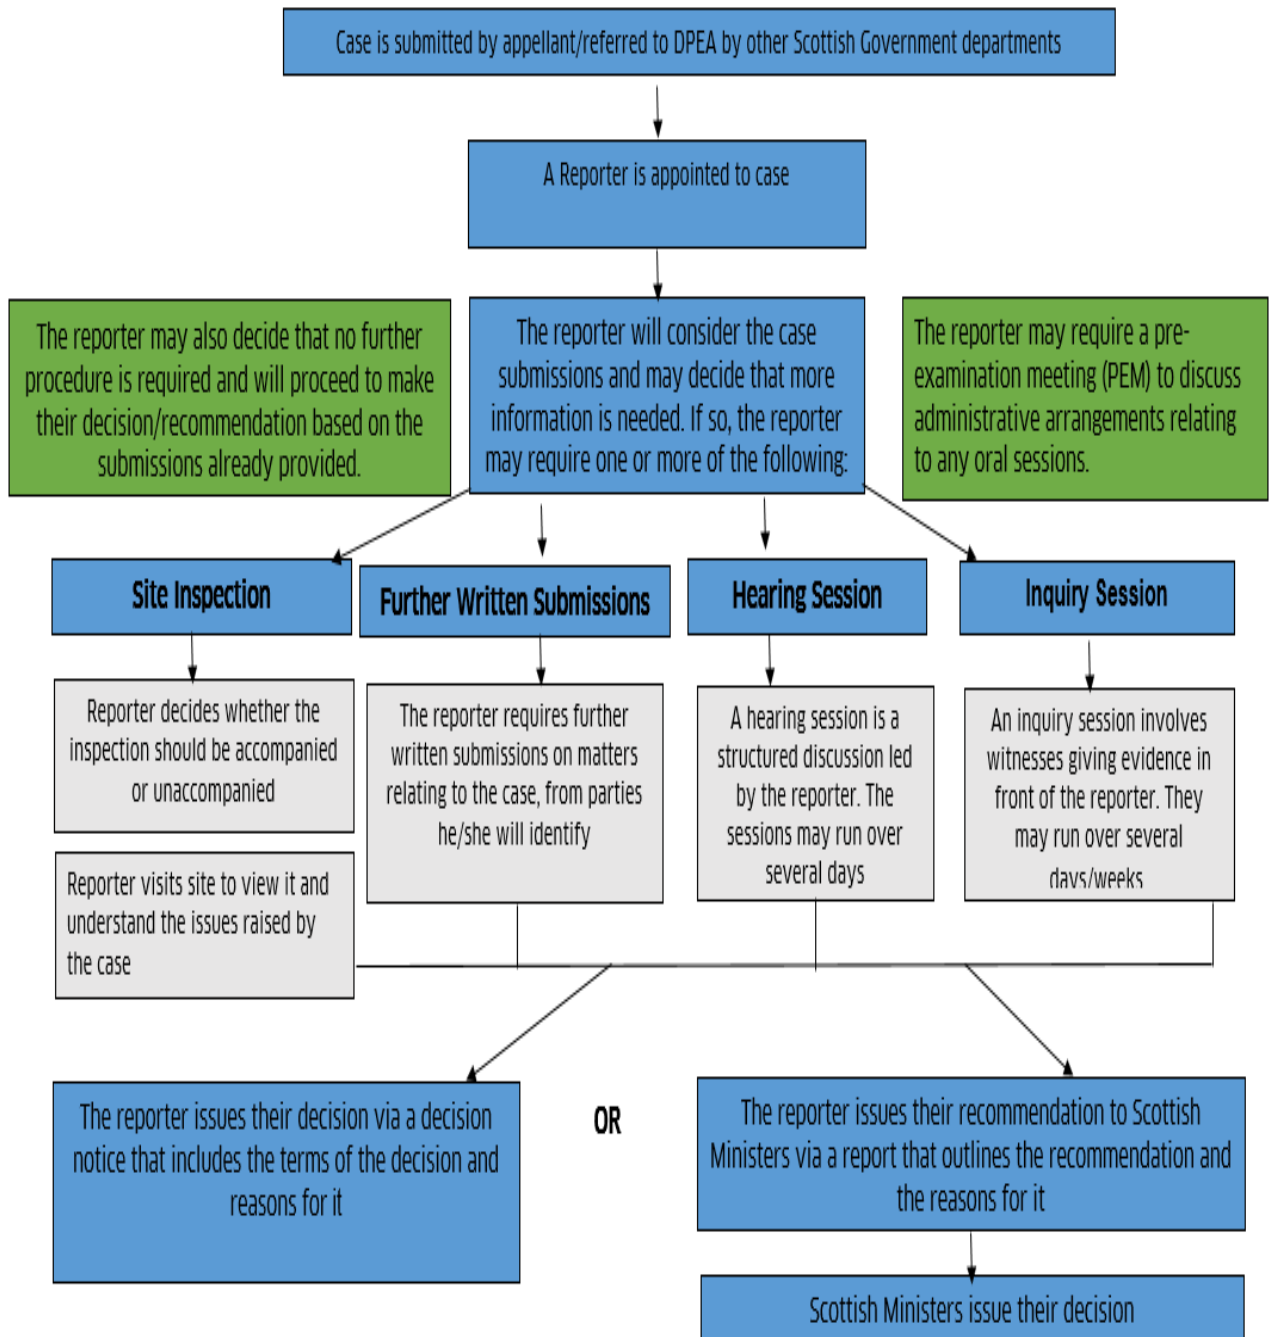 Case is submitted by appellant/referred to DPEA by other Scottish Government departments
A Reporter is appointed to case
The reporter may also decide that no further
procedure is required and will proceed to make
their decision/recommendation based on the
submissions already provided.
The reporter will consider the case
submissions and may decide that more
information is needed. If so, the reporter
may require one or more of the following:
The reporter may require a pre-
examination meeting (PEM) to discuss
administrative arrangements relating
to any oral sessions.
Site Inspection
Further Written Submissions
Hearing Session
Inquiry Session
Reporter decides whether the
inspection should be accompanied
or unaccompanied
Reporter visits site to view it and
understand the issues raised by
the case
The reporter requires further
written submissions on matters
relating to the case, from parties
he/she will identify
A hearing session is a
structured discussion led
by the reporter. The
sessions may run over
several days
An inquiry session involves
witnesses giving evidence in
front of the reporter. They
may run over several
days/weeks
The reporter issues their decision via a decision
notice that includes the terms of the decision and
reasons for it
OR
The reporter issues their recommendation to Scottish
Ministers via a report that outlines the recommendation and
the reasons for it
Scottish Ministers issue their decision